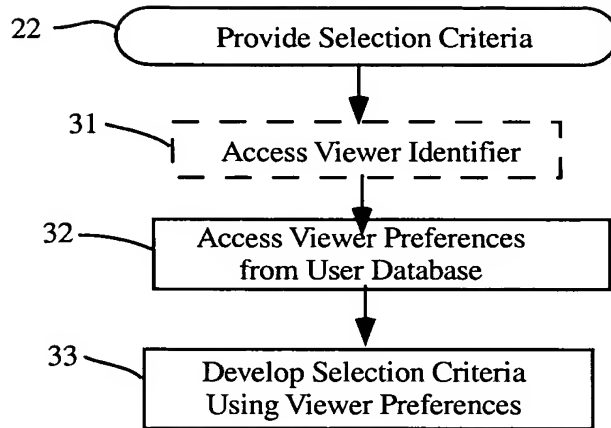 22
Provide Selection Criteria
31
Access Viewer Identifier
32
Access Viewer Preferences
from User Database
33
Develop Selection Criteria
Using Viewer Preferences